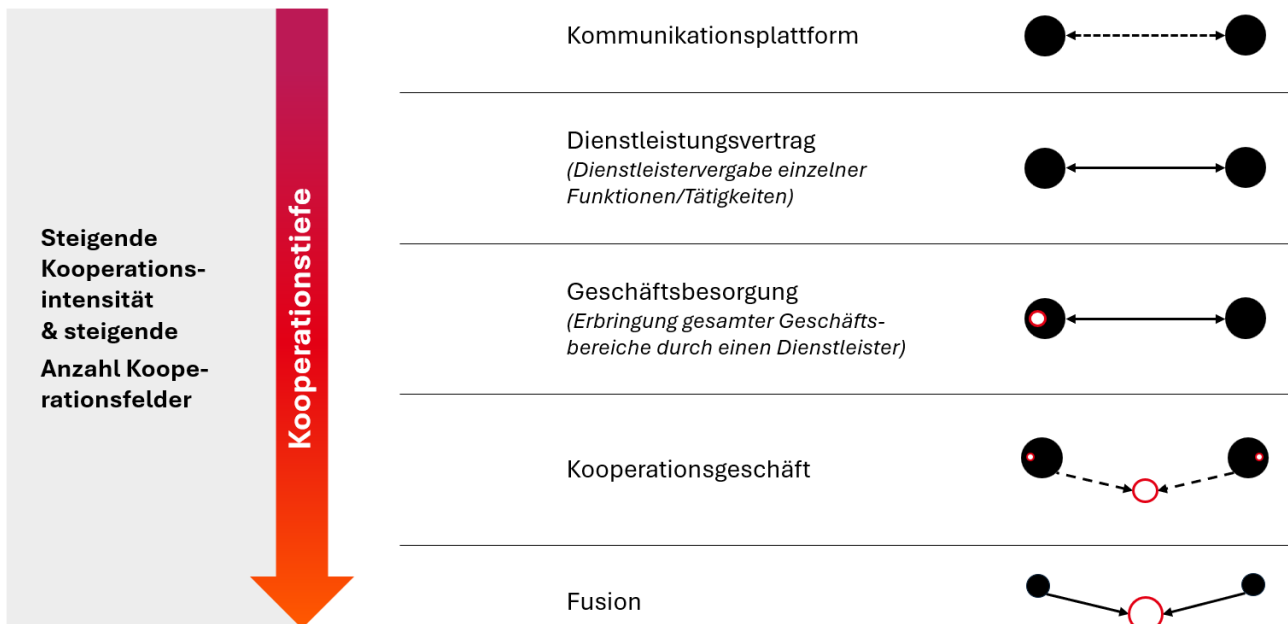 Steigende
Kooperations-
intensität
& steigende
Anzahl Koope-
rationsfelder
Kooperationstiefe
Kommunikationsplattform
Dienstleistungsvertrag
(Dienstleistervergabe einzelner
Funktionen/Tätigkeiten)
Geschäftsbesorgung
(Erbringung gesamter Geschäfts-
bereiche durch einen Dienstleister)
Kooperationsgeschäft
Fusion